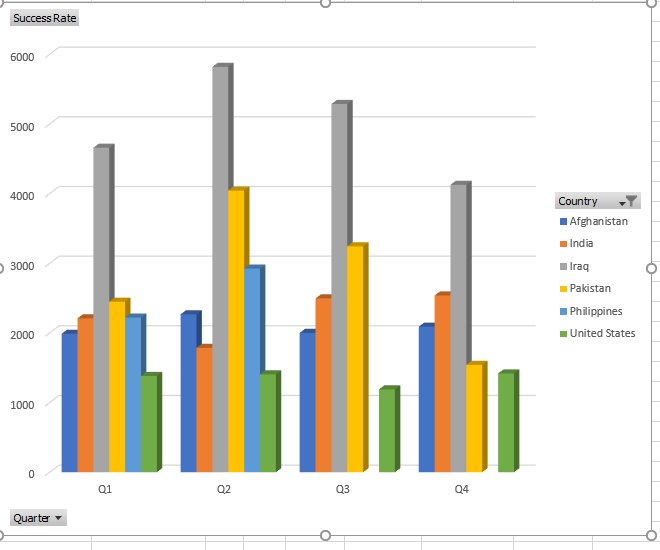 Success Rate
6000
5000
4000
3000
2000
1000
0
Q1 Q2 Q3 Q4
Quarter
Country
Afghanistan
India
Iraq
Pakistan
Philippines
United States